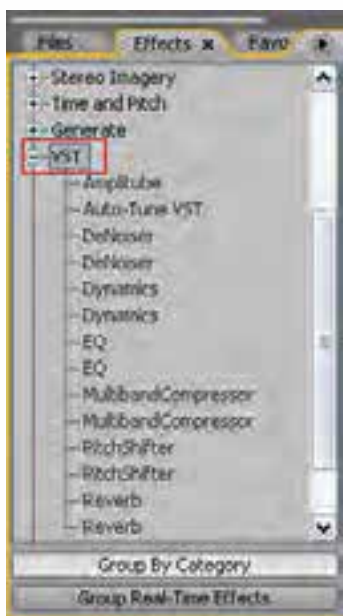 Files Effects x Favo
Stereo Imagery
Time and Pitch
Generate
VST
Amplitube
Auto-Tune VST
DeNoiser
DeNoiser
Dynamics
Dynamics
EQ
EQ
MultibandCompressor
MultibandCompressor
PitchShifter
PitchShifter
Reverb
Reverb
Group By Category
Group Real-Time Effects